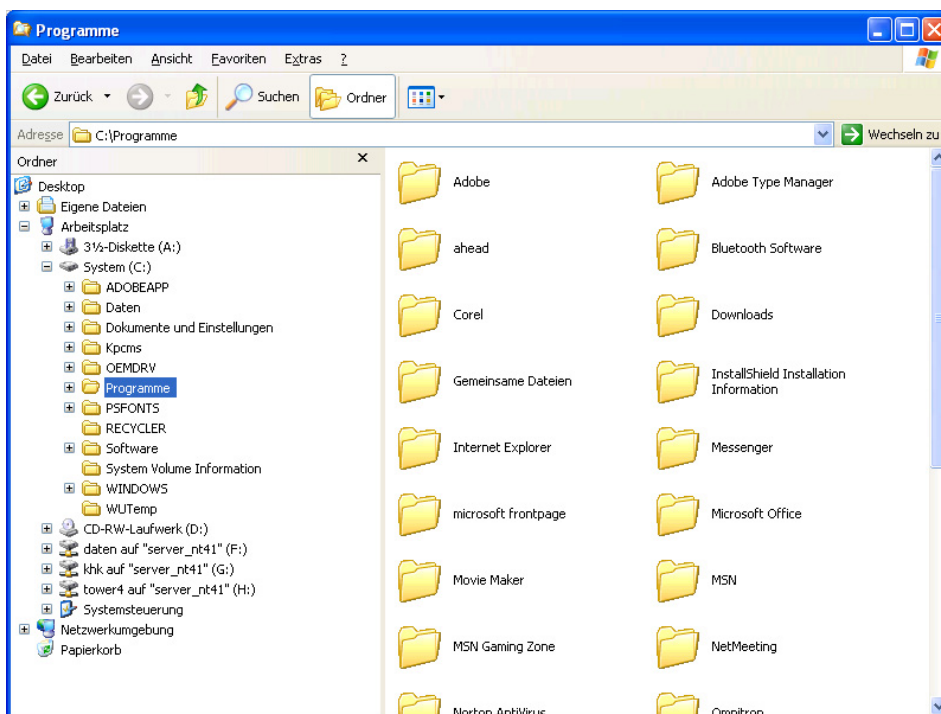 Programme
Datei Bearbeiten Ansicht Favoriten Extras ?
Zurück Suchen Ordner
Adresse C:\Programme Wechseln zu
Ordner
Desktop
Eigene Dateien
Arbeitsplatz
3½-Diskette (A:)
System (C:)
ADOBEAPP
Daten
Dokumente und Einstellungen
Kpcms
OEMDRV
Programme
PSFONTS
RECYCLER
Software
System Volume Information
WINDOWS
WUTemp
CD-RW-Laufwerk (D:)
daten auf "server_nt41" (F:)
khk auf "server_nt41" (G:)
tower4 auf "server_nt41" (H:)
Systemsteuerung
Netzwerkumgebung
Papierkorb
Adobe Adobe Type Manager
ahead Bluetooth Software
Corel Downloads
Gemeinsame Dateien InstallShield Installation
Information
Internet Explorer Messenger
microsoft frontpage Microsoft Office
Movie Maker MSN
MSN Gaming Zone NetMeeting
Norton AntiVirus Omnitron